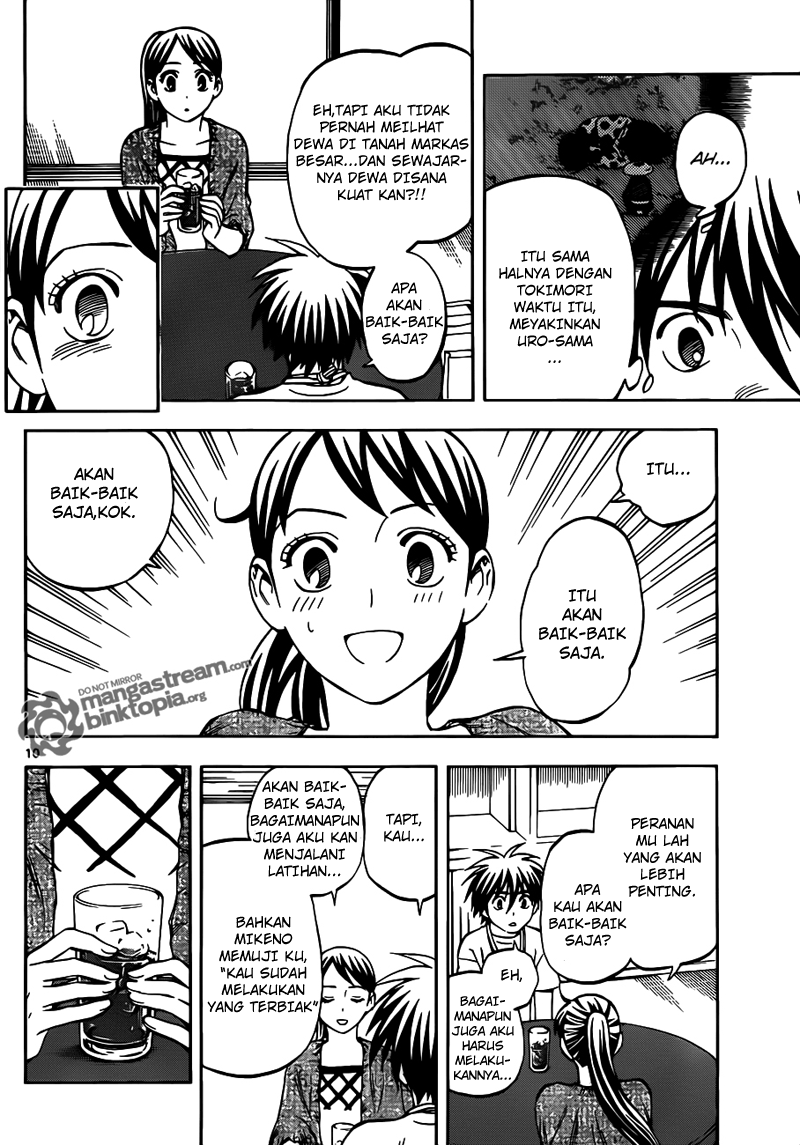 AH...
ITU SAMA
HALNYA DENGAN
TOKIMORI
WAKTU ITU,
MEYAKINKAN
URO-SAMA
...
EH,TAPI AKU TIDAK
PERNAH MEILHAT
DEWA DI TANAH MARKAS
BESAR...DAN SEWAJAR-
NYA DEWA DISANA
KUAT KAN?!!
APA
AKAN
BAIK-BAIK
SAJA?
ITU...
ITU
AKAN
BAIK-BAIK
SAJA.
AKAN
BAIK-BAIK
SAJA,KOK.
DO NOT MIRROR
mangastream.com
binktopia.org
10
PERANAN
MU LAH
YANG AKAN
LEBIH
PENTING.
APA
KAU AKAN
BAIK-BAIK
SAJA?
EH,
BAGAI-
MANAPUN
JUGA AKU
HARUS
MELAKU-
KANNYA...
TAPI,
KAU...
AKAN BAIK-
BAIK SAJA,
BAGAIMANAPUN
JUGA AKU KAN
MENJALANI
LATIHAN...
BAHKAN
MIKENO
MEMUJI KU,
"KAU SUDAH
MELAKUKAN
YANG TERBIAK"